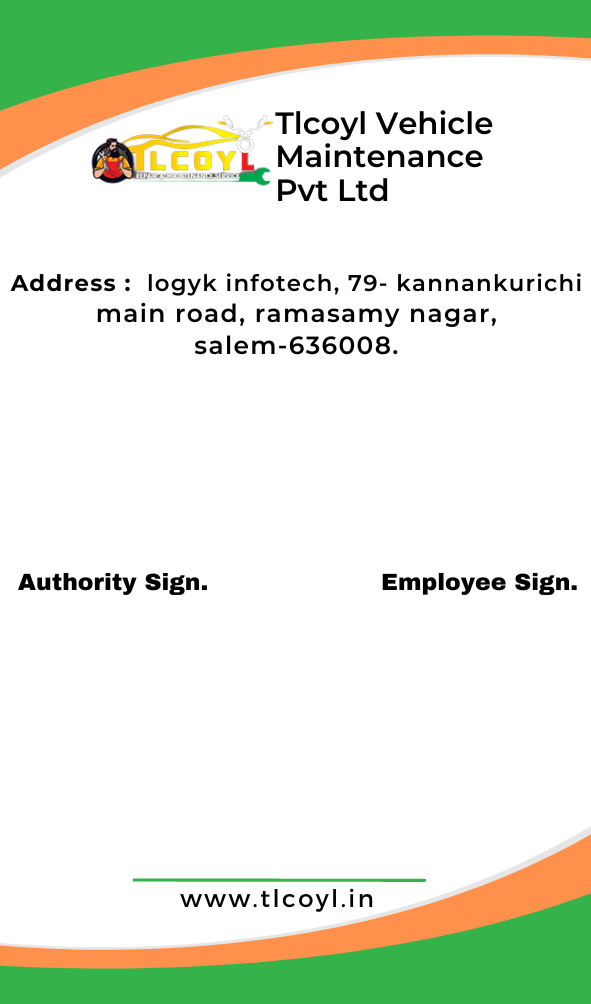 TLCOYL
REPAIR & MAINTENANCE SERVICE
Tlcoyl Vehicle
Maintenance
Pvt Ltd
Address : logyk infotech, 79- kannankurichi
main road, ramasamy nagar,
salem-636008.
Authority Sign. Employee Sign.
www.tlcoyl.in